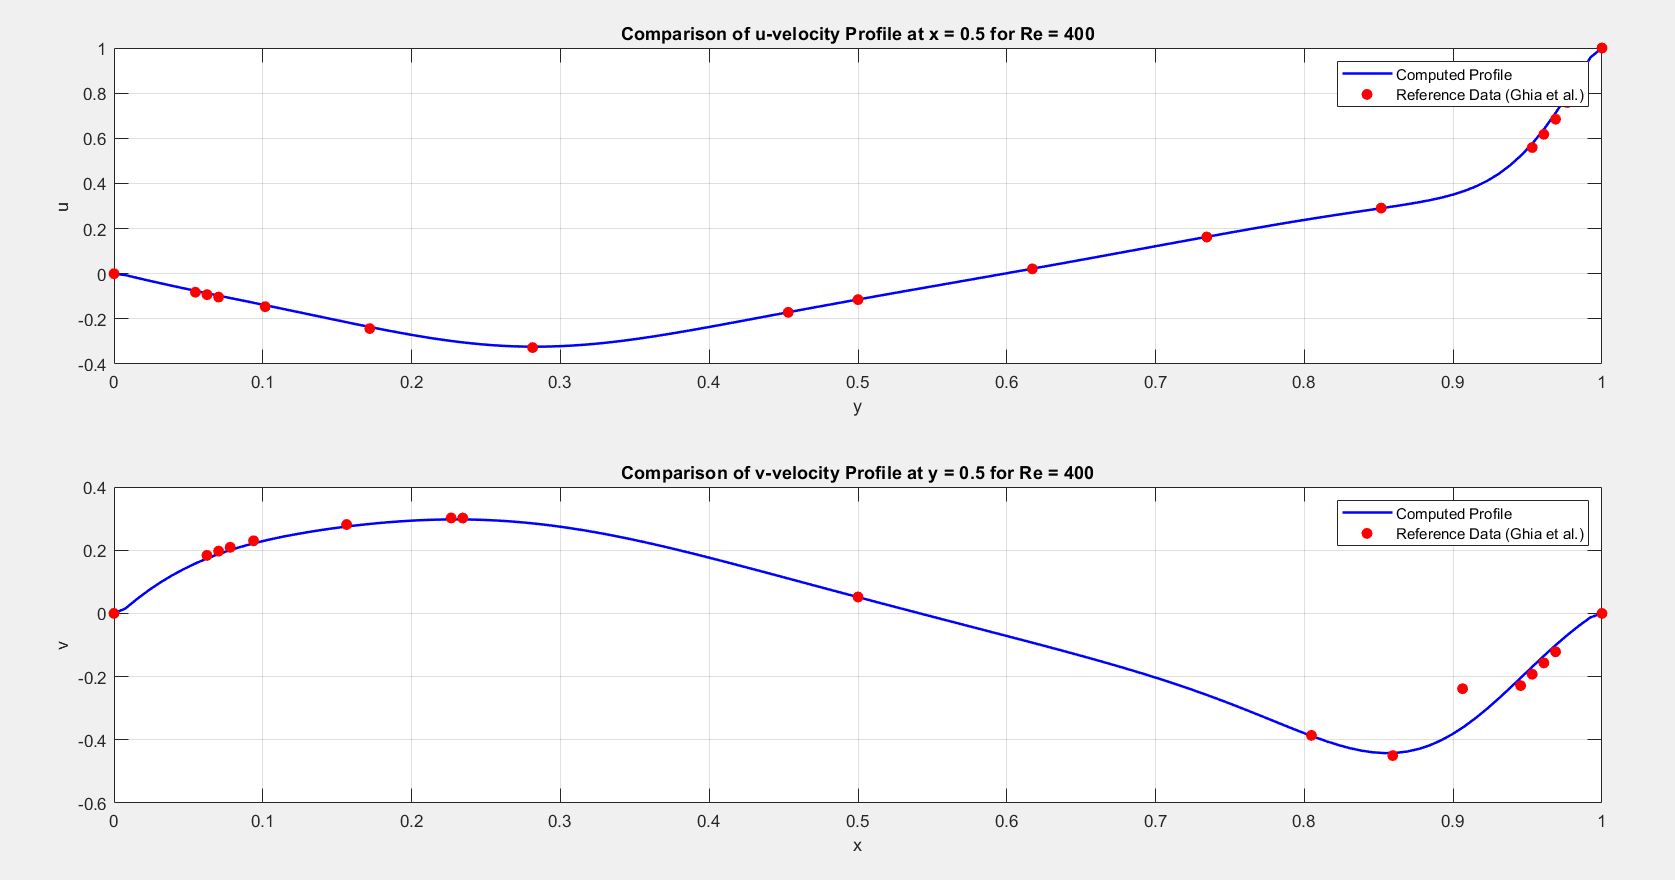 Comparison of u-velocity Profile at x = 0.5 for Re = 400
1
0.8
0.6
0.4
0.2
0
-0.2
-0.4
u
Computed Profile
Reference Data (Ghia et al.)
0 0.1 0.2 0.3 0.4 0.5 0.6 0.7 0.8 0.9 1
y
Comparison of v-velocity Profile at y = 0.5 for Re = 400
0.4
0.2
0
-0.2
-0.4
-0.6
v
Computed Profile
Reference Data (Ghia et al.)
0 0.1 0.2 0.3 0.4 0.5 0.6 0.7 0.8 0.9 1
x